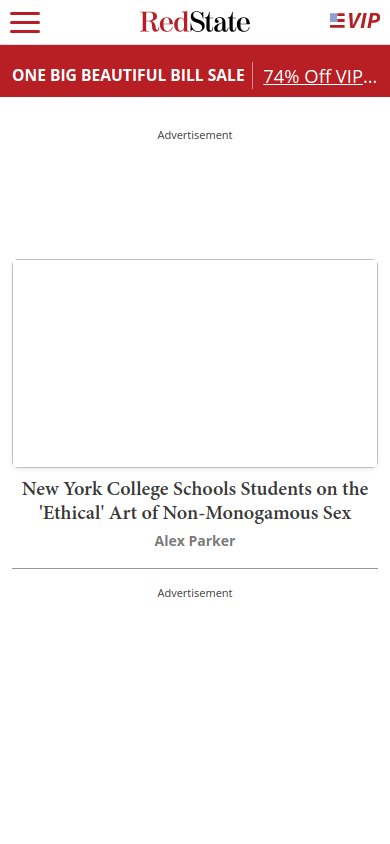 RedState
VIP
ONE BIG BEAUTIFUL BILL SALE
74% Off VIP...
Advertisement
New York College Schools Students on the
'Ethical' Art of Non-Monogamous Sex
Alex Parker
Advertisement